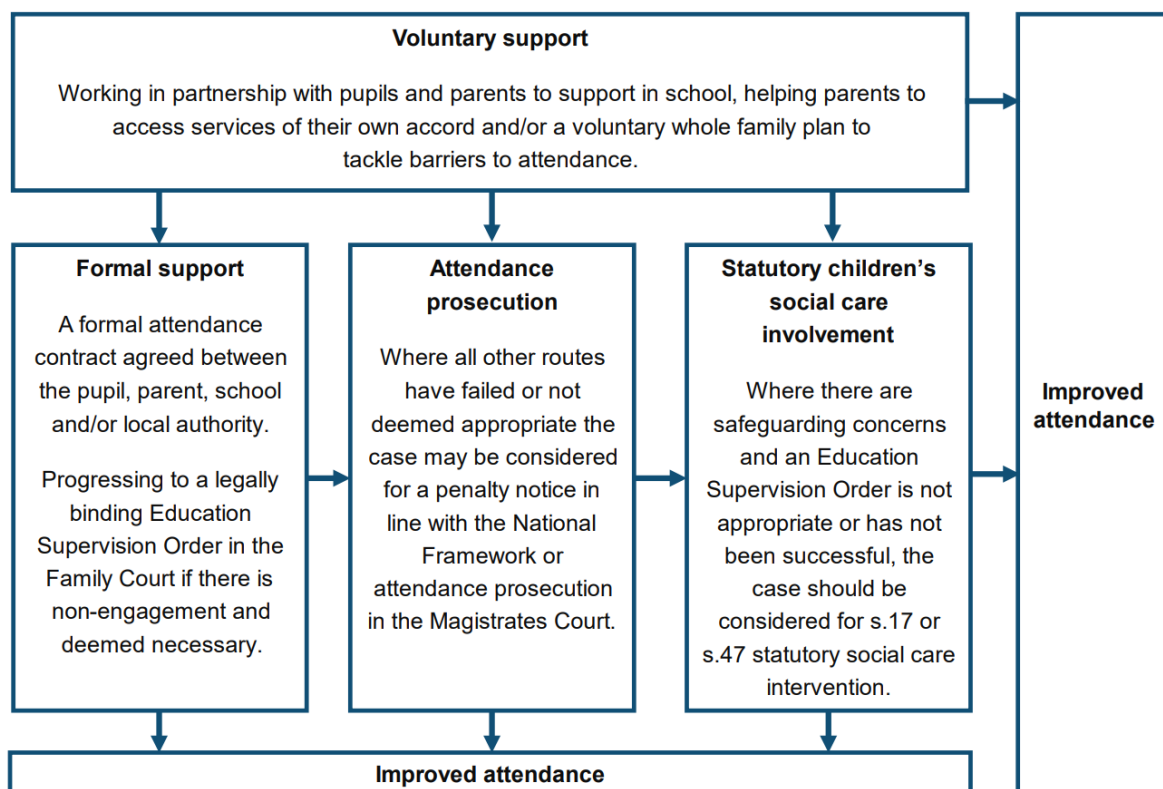 Voluntary support
Working in partnership with pupils and parents to support in school, helping parents to
access services of their own accord and/or a voluntary whole family plan to
tackle barriers to attendance.
Formal support
A formal attendance
contract agreed between
the pupil, parent, school
and/or local authority.
Progressing to a legally
binding Education
Supervision Order in the
Family Court if there is
non-engagement and
deemed necessary.
Attendance
prosecution
Where all other routes
have failed or not
deemed appropriate the
case may be considered
for a penalty notice in
line with the National
Framework or
attendance prosecution
in the Magistrates Court.
Statutory children’s
social care
involvement
Where there are
safeguarding concerns
and an Education
Supervision Order is not
appropriate or has not
been successful, the
case should be
considered for s.17 or
s.47 statutory social care
intervention.
Improved
attendance
Improved attendance